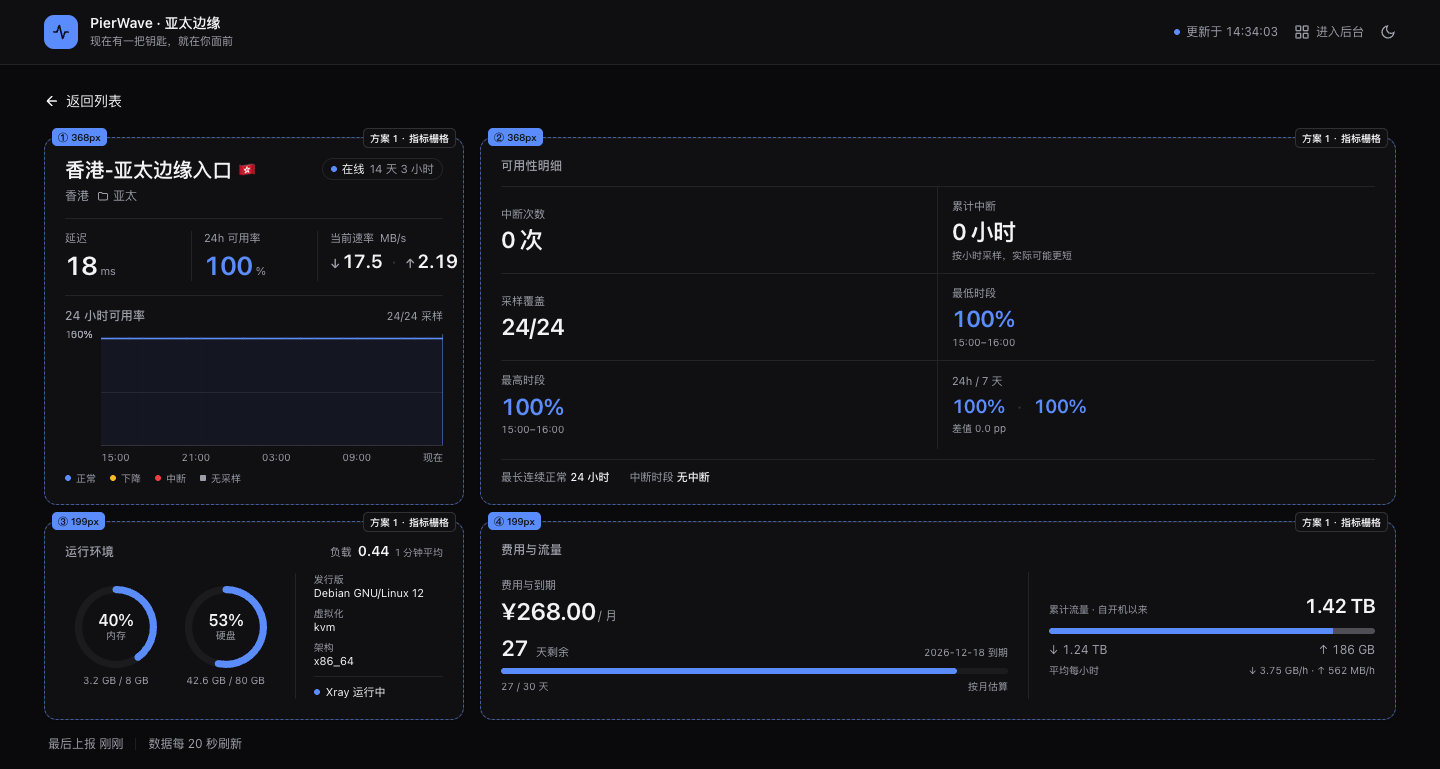 PierWave · 亚太边缘
现在有一把钥匙，就在你面前
更新于 14:34:03
进入后台
返回列表
① 368px
方案 1 · 指标栅格
香港-亚太边缘入口
在线 14 天 3 小时
香港 亚太
延迟
18 ms
24h 可用率
100 %
当前速率 MB/s
↓17.5 · ↑2.19
24 小时可用率
24/24 采样
100%
15:00 21:00 03:00 09:00 现在
正常 下降 中断 无采样
② 368px
方案 1 · 指标栅格
可用性明细
中断次数
0 次
累计中断
0 小时
按小时采样，实际可能更短
采样覆盖
24/24
最低时段
100%
15:00–16:00
最高时段
100%
15:00–16:00
24h / 7 天
100% · 100%
差值 0.0 pp
最长连续正常 24 小时 中断时段 无中断
③ 199px
方案 1 · 指标栅格
运行环境
负载 0.44 1 分钟平均
40%
内存
3.2 GB / 8 GB
53%
硬盘
42.6 GB / 80 GB
发行版
Debian GNU/Linux 12
虚拟化
kvm
架构
x86_64
Xray 运行中
④ 199px
方案 1 · 指标栅格
费用与流量
费用与到期
¥268.00 / 月
27 天剩余
2026-12-18 到期
27 / 30 天
按月估算
累计流量 · 自开机以来
1.42 TB
↓ 1.24 TB
↑ 186 GB
平均每小时
↓ 3.75 GB/h · ↑ 562 MB/h
最后上报 刚刚
数据每 20 秒刷新